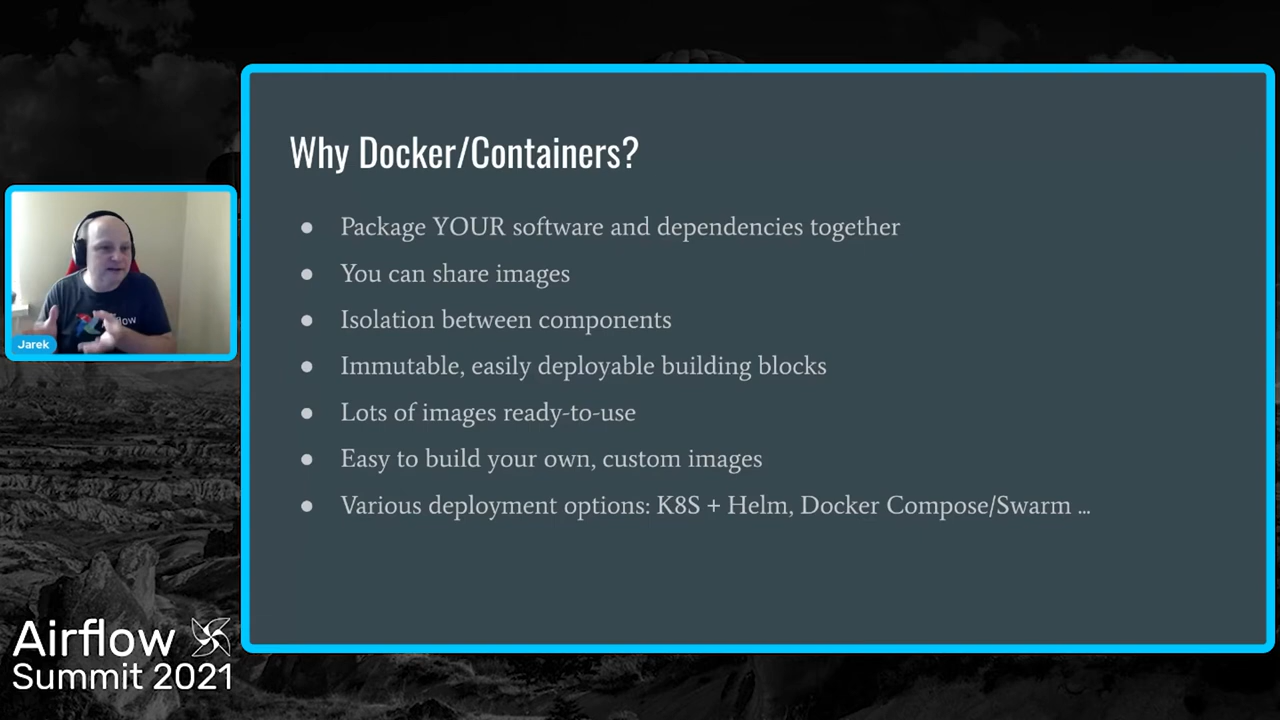 Why Docker/Containers?
● Package YOUR software and dependencies together
● You can share images
● Isolation between components
● Immutable, easily deployable building blocks
● Lots of images ready-to-use
● Easy to build your own, custom images
● Various deployment options: K8S + Helm, Docker Compose/Swarm ...
Jarek
Airflow
Summit 2021